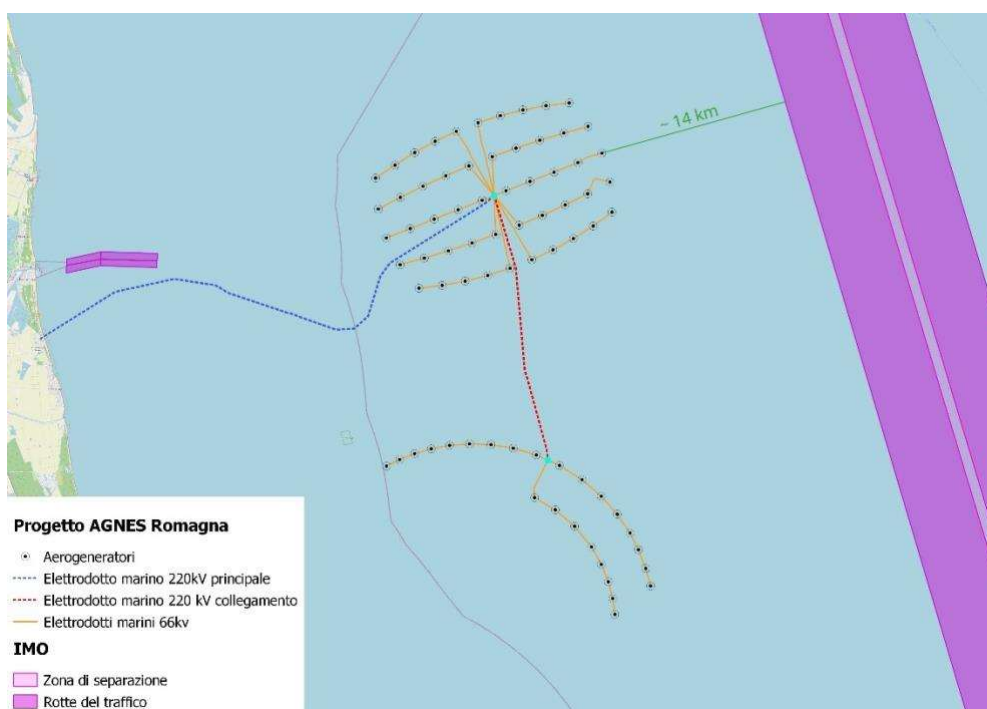 ~ 14 km
Progetto AGNES Romagna
Aerogeneratori
Elettrodotto marino 220kV principale
Elettrodotto marino 220 kV collegamento
Elettrodotti marini 66kv
IMO
Zona di separazione
Rotte del traffico